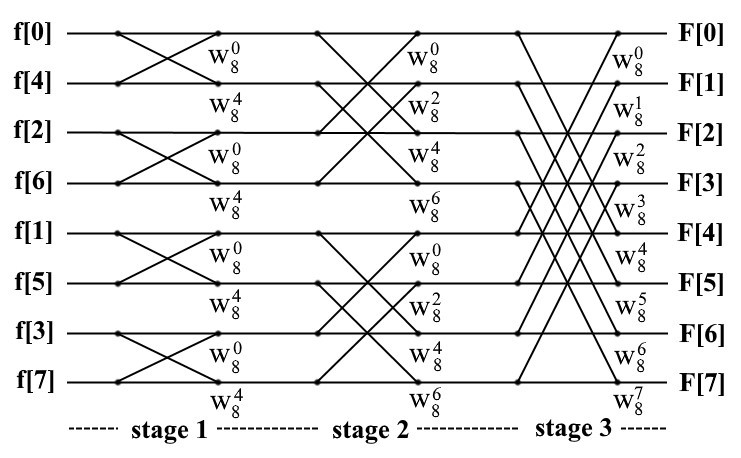 f[0] F[0]
W₈⁰ W₈⁰ W₈⁰
f[4] F[1]
W₈⁴ W₈² W₈¹
f[2] F[2]
W₈⁰ W₈⁴ W₈²
f[6] F[3]
W₈⁴ W₈⁶ W₈³
f[1] F[4]
W₈⁰ W₈⁰ W₈⁴
f[5] F[5]
W₈⁴ W₈² W₈⁵
f[3] F[6]
W₈⁰ W₈⁴ W₈⁶
f[7] F[7]
W₈⁴ W₈⁶ W₈⁷
stage 1 stage 2 stage 3